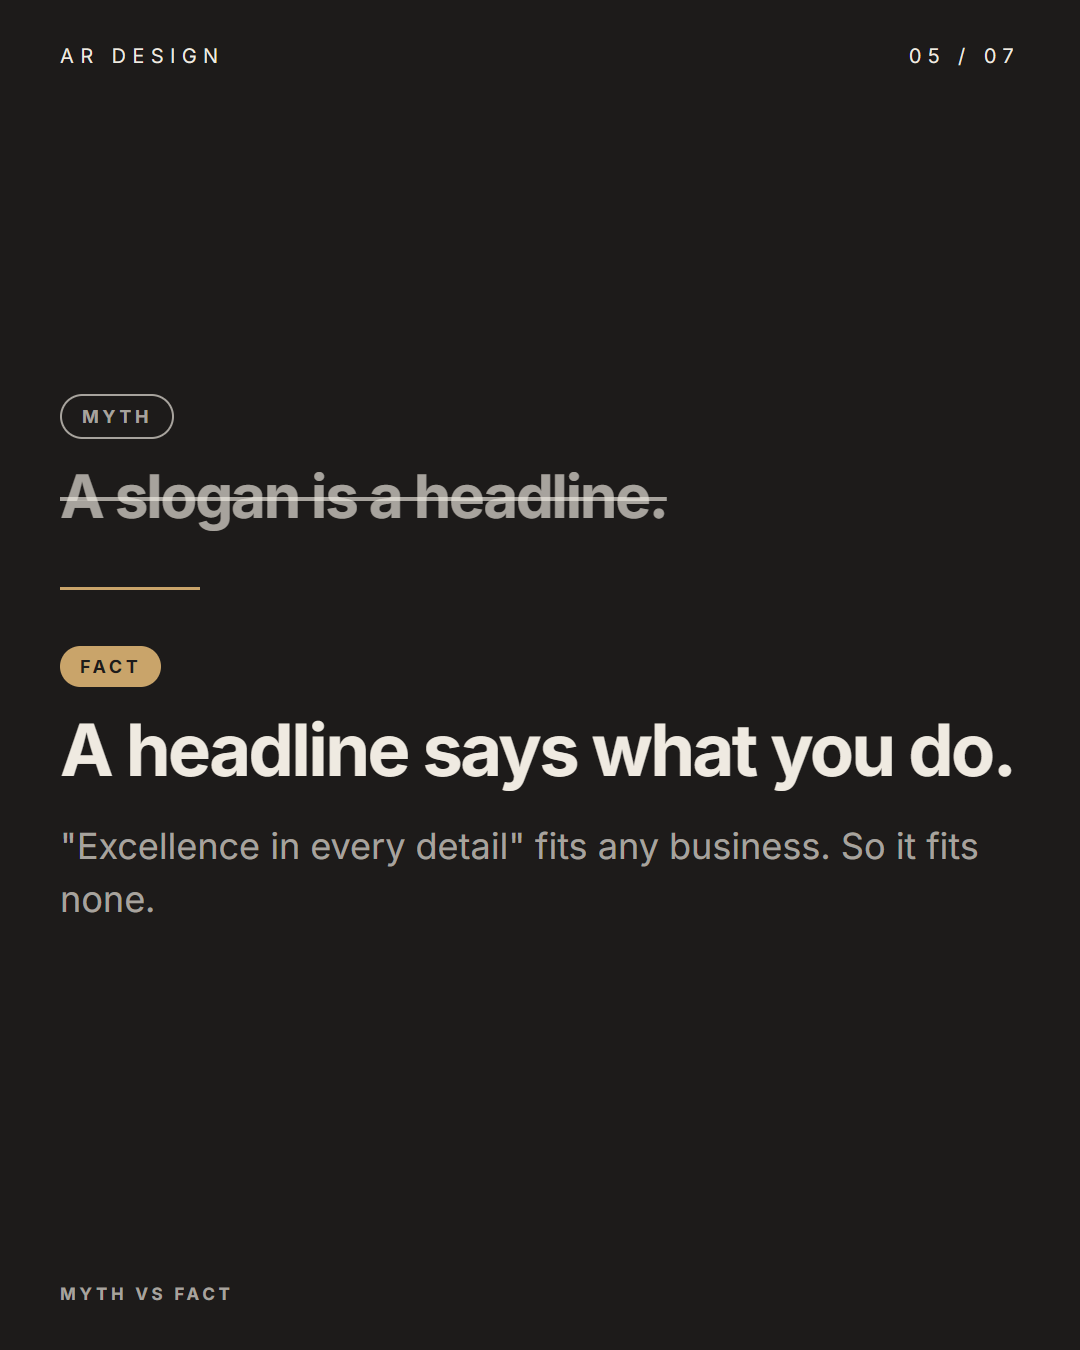 AR DESIGN
05 / 07
MYTH
A slogan is a headline.
FACT
A headline says what you do.
"Excellence in every detail" fits any business. So it fits
none.
MYTH VS FACT